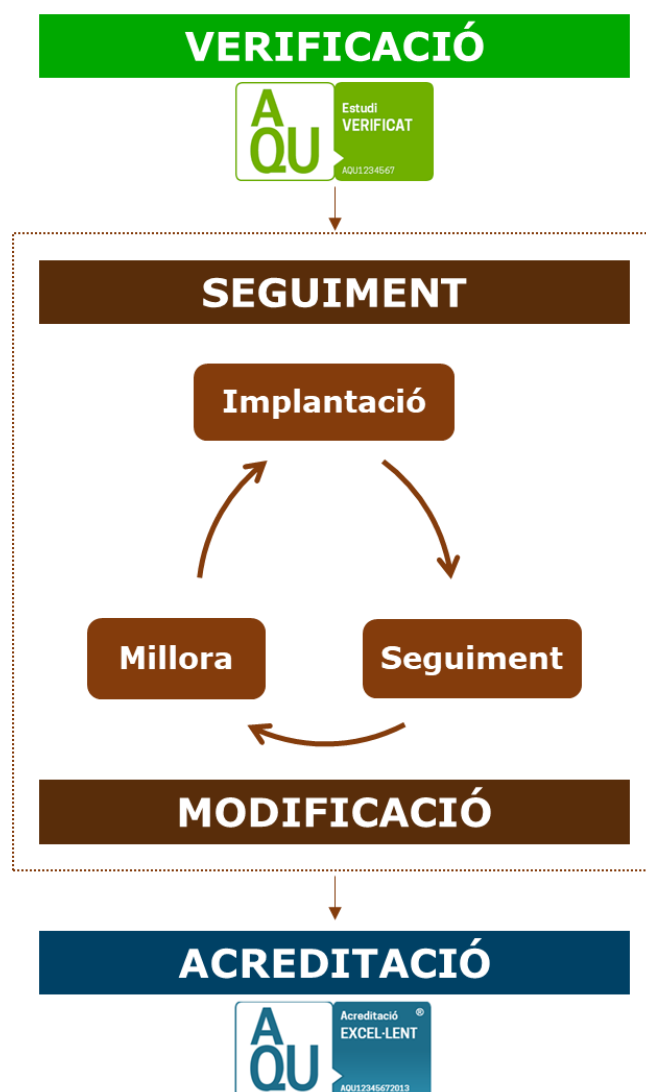 VERIFICACIÓ
AQU
Estudi
VERIFICAT
AQU1234567
SEGUIMENT
Implantació
Millora
Seguiment
MODIFICACIÓ
ACREDITACIÓ
AQU
Acreditació ®
EXCEL·LENT
AQU12345672013